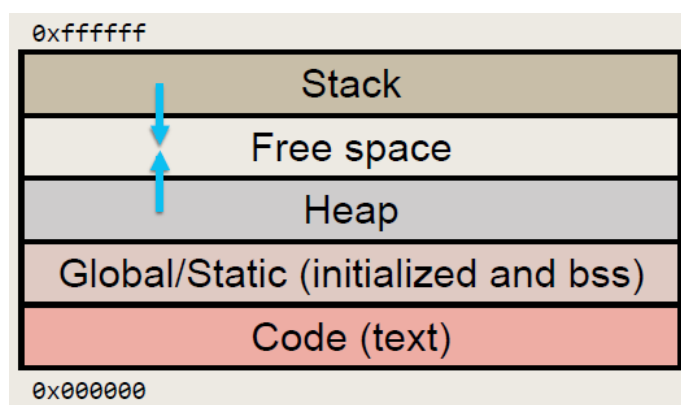 0xffffff
Stack
Free space
Heap
Global/Static (initialized and bss)
Code (text)
0x000000